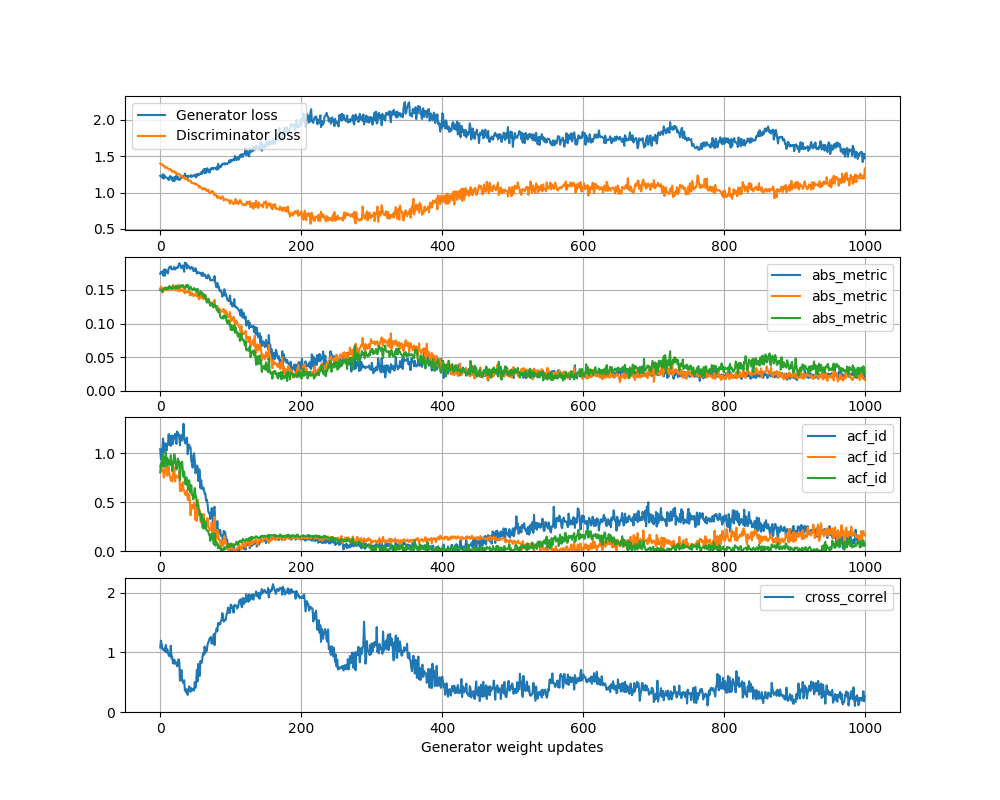 Generator loss
Discriminator loss
2.0
1.5
1.0
0.5
0 200 400 600 800 1000
abs_metric
abs_metric
abs_metric
0.15
0.10
0.05
0.00
0 200 400 600 800 1000
acf_id
acf_id
acf_id
1.0
0.5
0.0
0 200 400 600 800 1000
cross_correl
2
1
0
0 200 400 600 800 1000
Generator weight updates